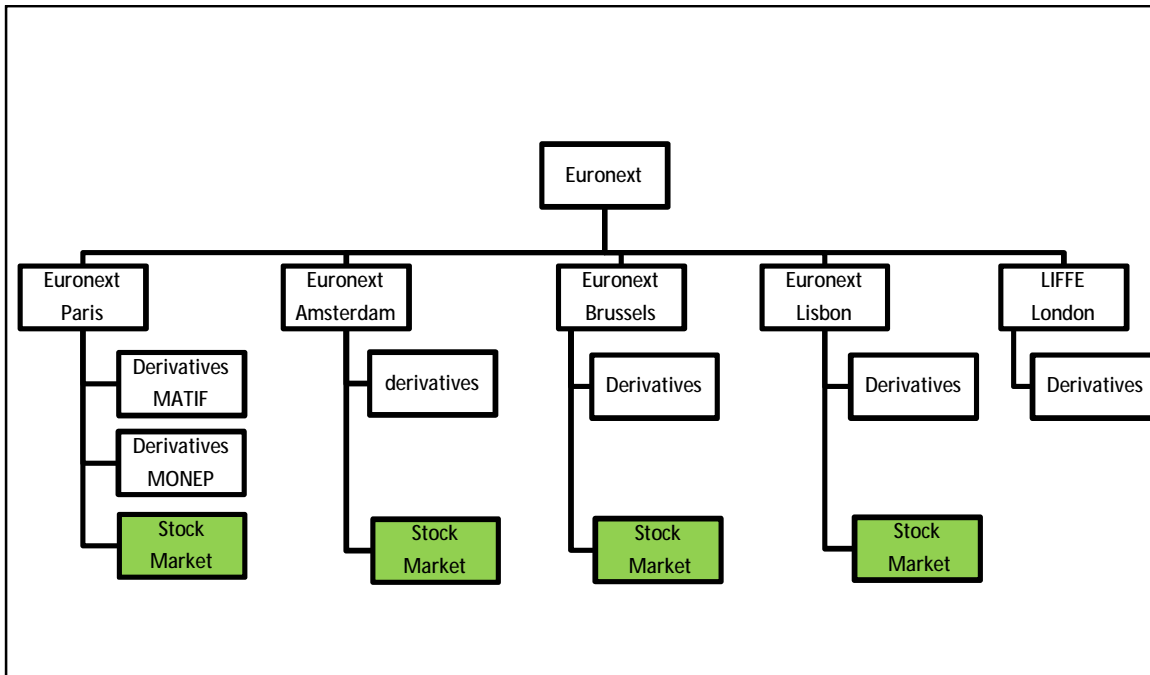 Euronext
Euronext
Paris
Euronext
Amsterdam
Euronext
Brussels
Euronext
Lisbon
LIFFE
London
Derivatives
MATIF
derivatives
Derivatives
Derivatives
Derivatives
Derivatives
MONEP
Stock
Market
Stock
Market
Stock
Market
Stock
Market